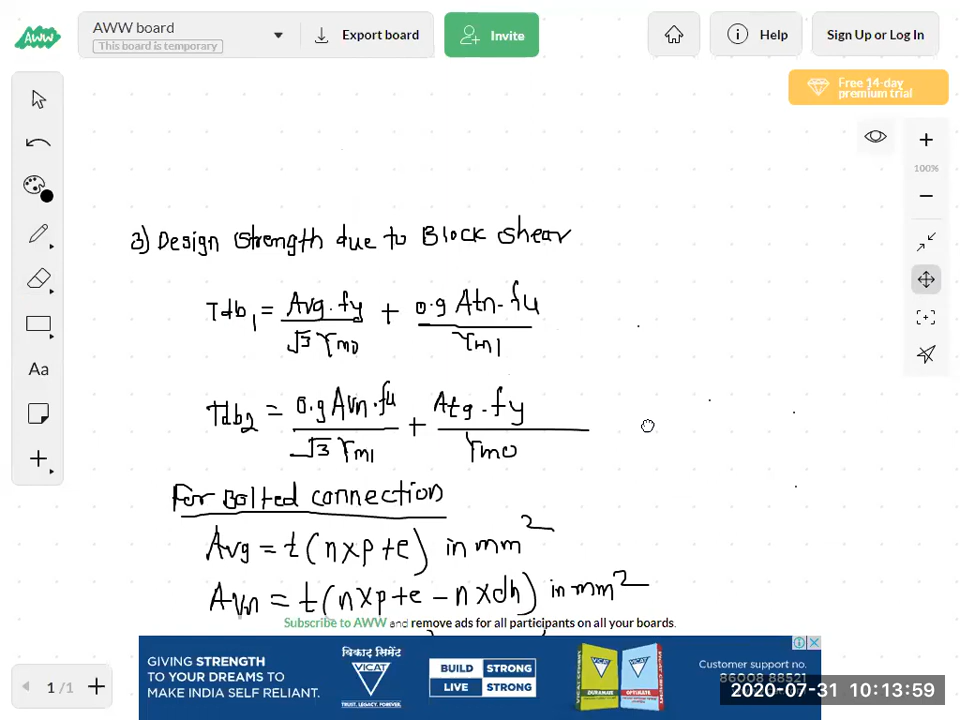 AWW
AWW board
This board is temporary
Export board
Invite
Help
Sign Up or Log In
Free 14-day
premium trial
100%
3) Design strength due to Block shear
Tdb1 = Avg.fy / √3 γm0 + 0.9 Atn.fu / γm1
Tdb2 = 0.9 Avn.fu / √3 γm1 + Atg.fy / γm0
For Bolted connection
Avg = t(n×p+e) in mm²
Avn = t(n×p+e – n×dh) in mm²
Aa
Subscribe to AWW and remove ads for all participants on all your boards.
GIVING STRENGTH
TO YOUR DREAMS TO
MAKE INDIA SELF RELIANT.
विकाद सिमेंट
VICAT
BUILD STRONG
LIVE STRONG
Customer support no.
86008 88521
1 /1
2020-07-31 10:13:59